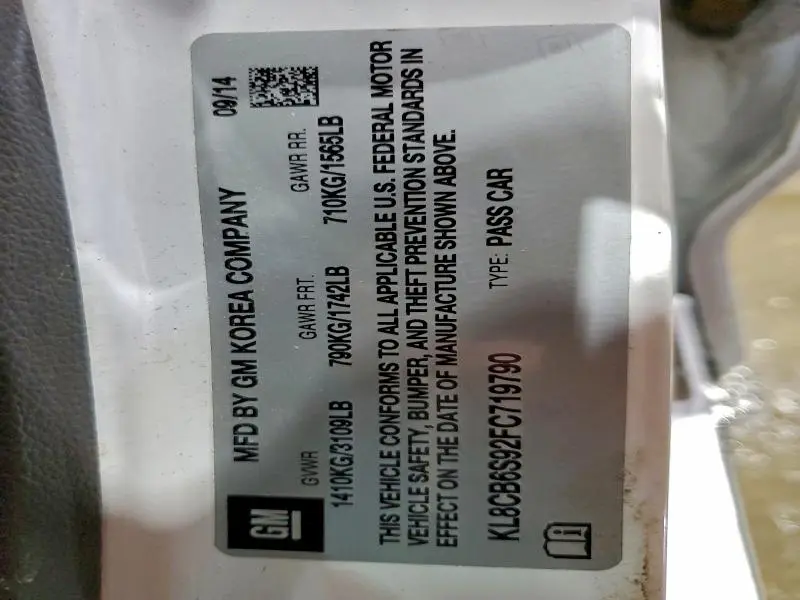 GM
MFD BY GM KOREA COMPANY 09/14
GVWR GAWR FRT. GAWR RR.
1410KG/3109LB 790KG/1742LB 710KG/1565LB
THIS VEHICLE CONFORMS TO ALL APPLICABLE U.S. FEDERAL MOTOR
VEHICLE SAFETY, BUMPER, AND THEFT PREVENTION STANDARDS IN
EFFECT ON THE DATE OF MANUFACTURE SHOWN ABOVE.
KL8CB6S92FC719790 TYPE: PASS CAR